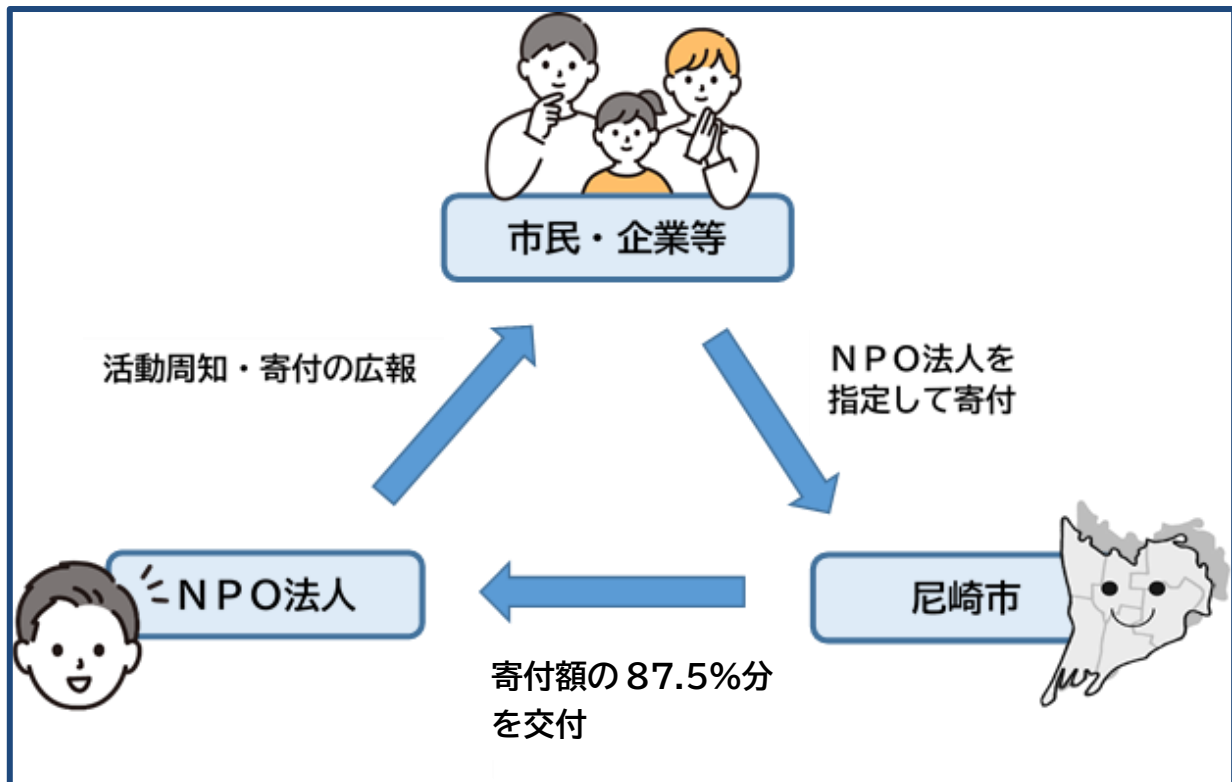 市民・企業等
活動周知・寄付の広報
ＮＰＯ法人を
指定して寄付
ＮＰＯ法人
尼崎市
寄付額の 87.5%分
を交付